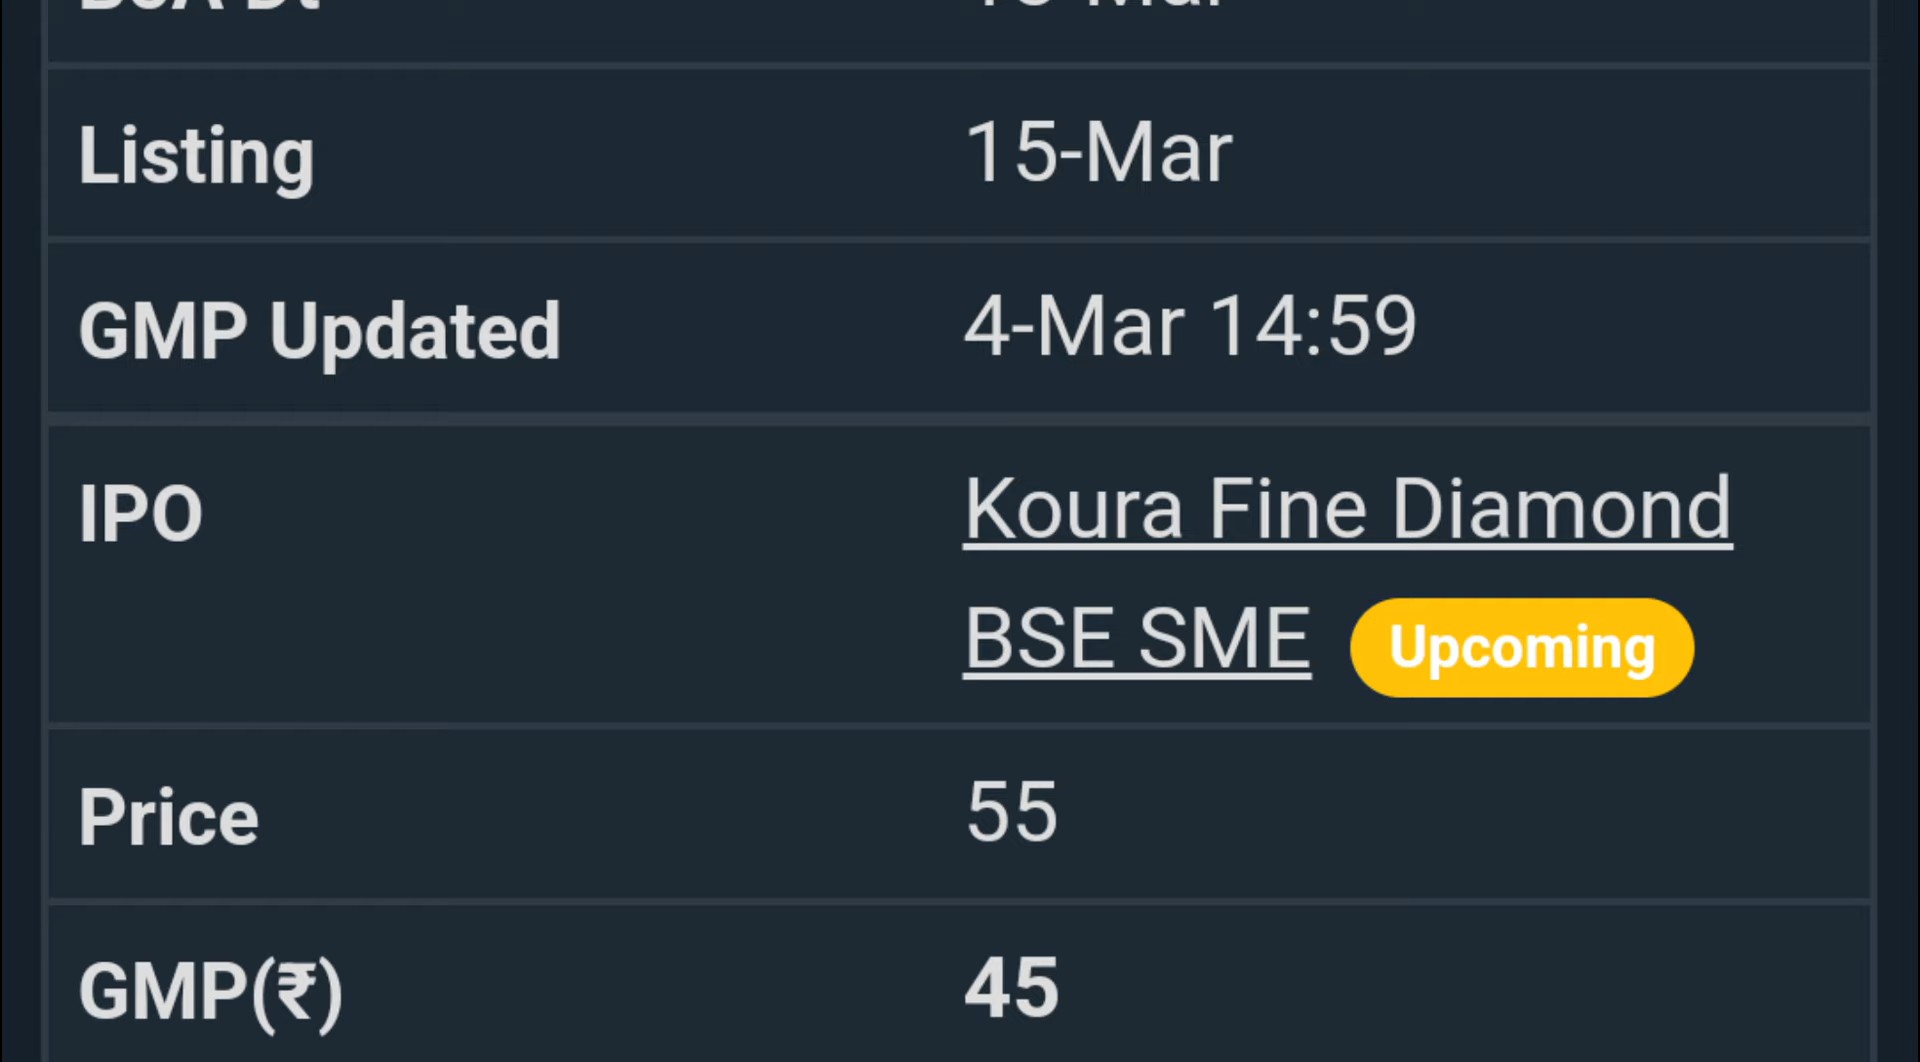 Listing 15-Mar
GMP Updated 4-Mar 14:59
IPO Koura Fine Diamond
BSE SME Upcoming
Price 55
GMP(₹) 45